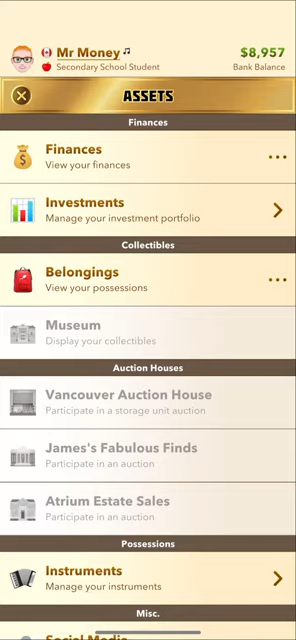 Mr Money
$8,957
Secondary School Student
Bank Balance
ASSETS
Finances
Finances
View your finances
Investments
Manage your investment portfolio
Collectibles
Belongings
View your possessions
Museum
Display your collectibles
Auction Houses
Vancouver Auction House
Participate in a storage unit auction
James's Fabulous Finds
Participate in an auction
Atrium Estate Sales
Participate in an auction
Possessions
Instruments
Manage your instruments
Misc.
Social Media